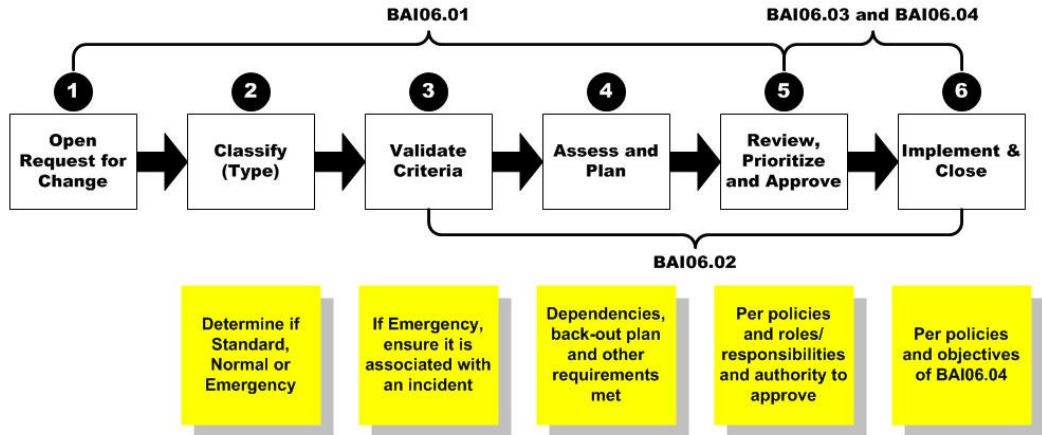 BAI06.01
BAI06.03 and BAI06.04
1
2
3
4
5
6
Open
Request for
Change
Classify
(Type)
Validate
Criteria
Assess and
Plan
Review,
Prioritize
and Approve
Implement &
Close
BAI06.02
Determine if
Standard,
Normal or
Emergency
If Emergency,
ensure it is
associated with
an incident
Dependencies,
back-out plan
and other
requirements
met
Per policies
and roles/
responsibilities
and authority to
approve
Per policies
and objectives
of BAI06.04